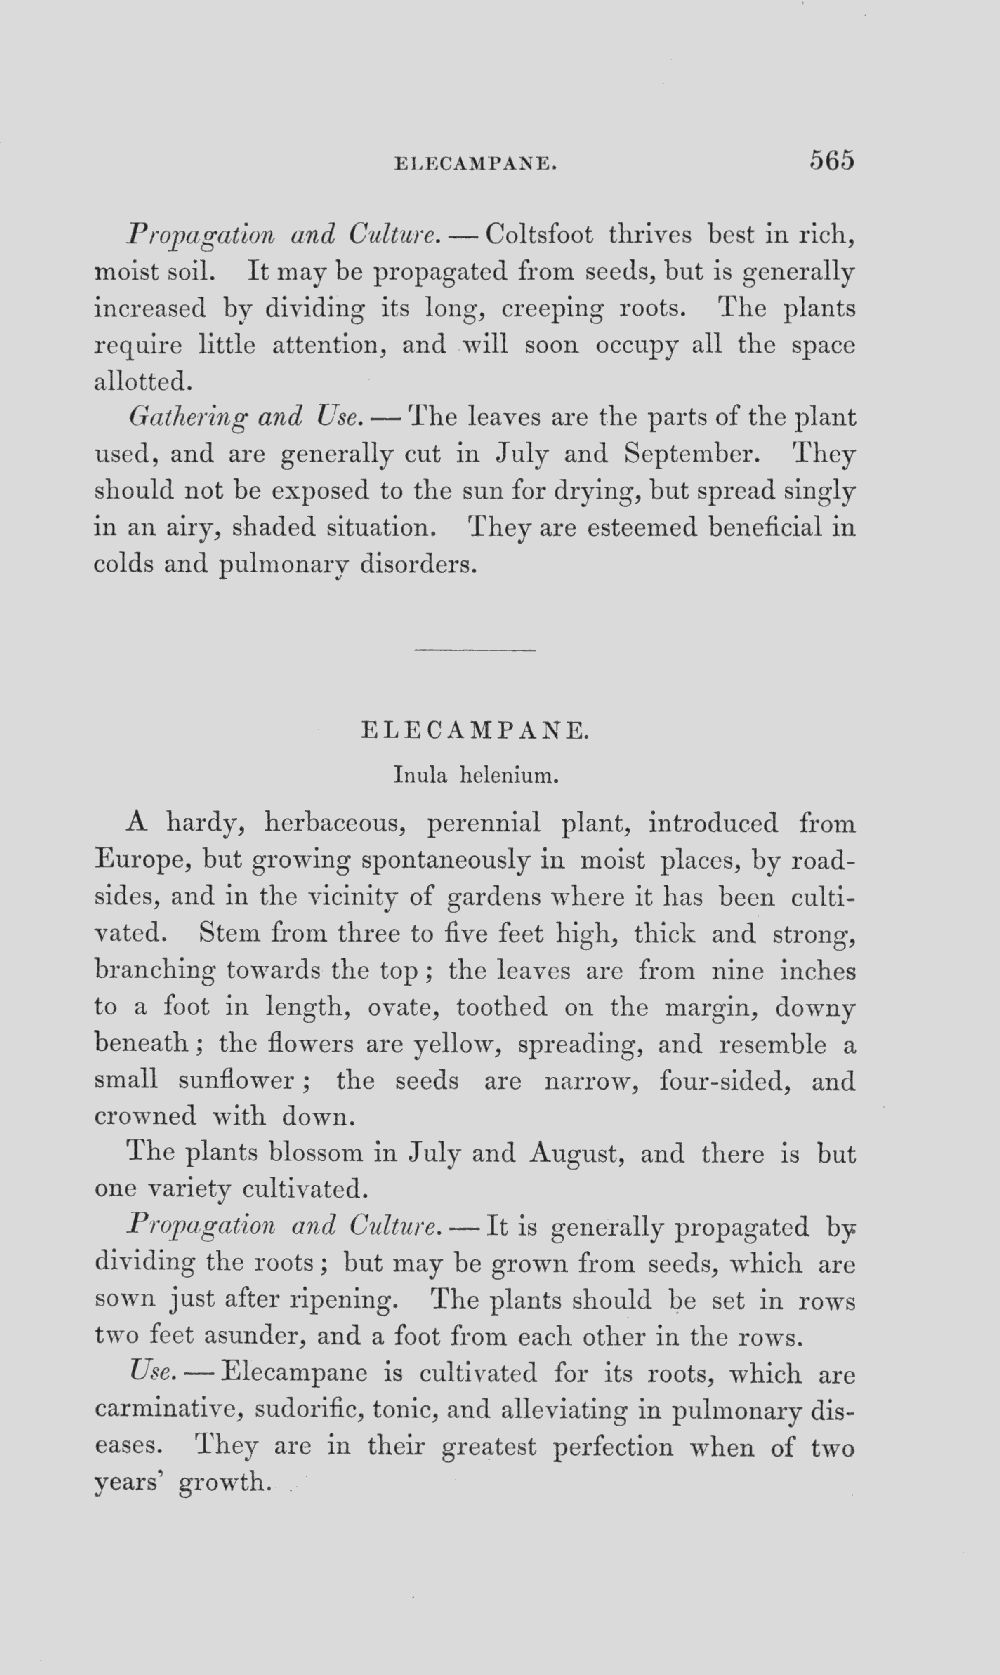 ELECAMPANE. 565
Propagation and Culture. — Coltsfoot thrives best in rich,
moist soil. It may be propagated from seeds, but is generally
increased by dividing its long, creeping roots. The plants
require little attention, and will soon occupy all the space
allotted.
Gathering and Use. — The leaves are the parts of the plant
used, and are generally cut in July and September. They
should not be exposed to the sun for drying, but spread singly
in an airy, shaded situation. They are esteemed beneficial in
colds and pulmonary disorders.
ELECAMPANE.
Inula helenium.
A hardy, herbaceous, perennial plant, introduced from
Europe, but growing spontaneously in moist places, by road-
sides, and in the vicinity of gardens where it has been culti-
vated. Stem from three to five feet high, thick and strong,
branching towards the top; the leaves are from nine inches
to a foot in length, ovate, toothed on the margin, downy
beneath; the flowers are yellow, spreading, and resemble a
small sunflower; the seeds are narrow, four-sided, and
crowned with down.
The plants blossom in July and August, and there is but
one variety cultivated.
Propagation and Culture. — It is generally propagated by
dividing the roots; but may be grown from seeds, which are
sown just after ripening. The plants should be set in rows
two feet asunder, and a foot from each other in the rows.
Use. — Elecampane is cultivated for its roots, which are
carminative, sudorific, tonic, and alleviating in pulmonary dis-
eases. They are in their greatest perfection when of two
years' growth.